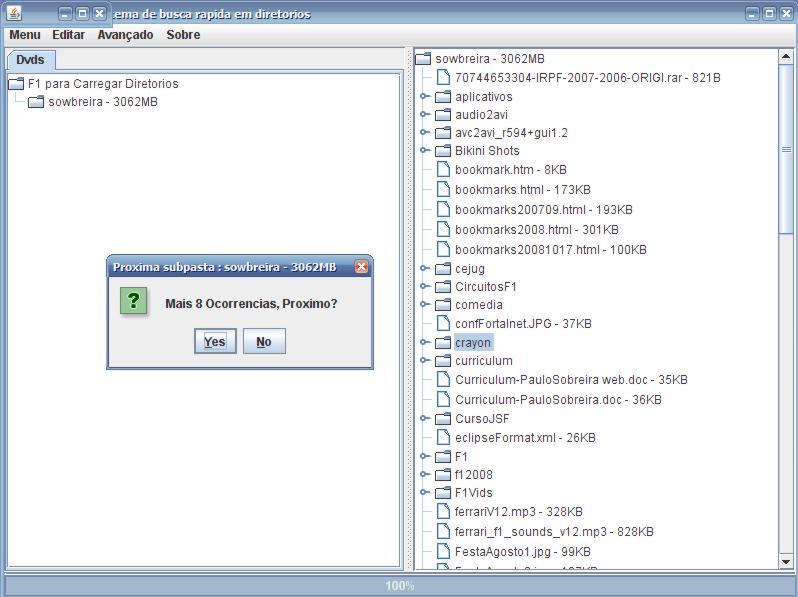 tema de busca rapida em diretorios
Menu Editar Avançado Sobre
Dvds
F1 para Carregar Diretorios
sowbreira - 3062MB
Proxima subpasta : sowbreira - 3062MB
Mais 8 Ocorrencias, Proximo?
Yes No
sowbreira - 3062MB
70744653304-IRPF-2007-2006-ORIGI.rar - 821B
aplicativos
audio2avi
avc2avi_r594+gui1.2
Bikini Shots
bookmark.htm - 8KB
bookmarks.html - 173KB
bookmarks200709.html - 193KB
bookmarks2008.html - 301KB
bookmarks20081017.html - 100KB
cejug
CircuitosF1
comedia
confFortalnet.JPG - 37KB
crayon
curriculum
Curriculum-PauloSobreira web.doc - 35KB
Curriculum-PauloSobreira.doc - 36KB
CursoJSF
eclipseFormat.xml - 26KB
F1
f12008
F1Vids
ferrariV12.mp3 - 328KB
ferrari_f1_sounds_v12.mp3 - 828KB
FestaAgosto1.jpg - 99KB
100%